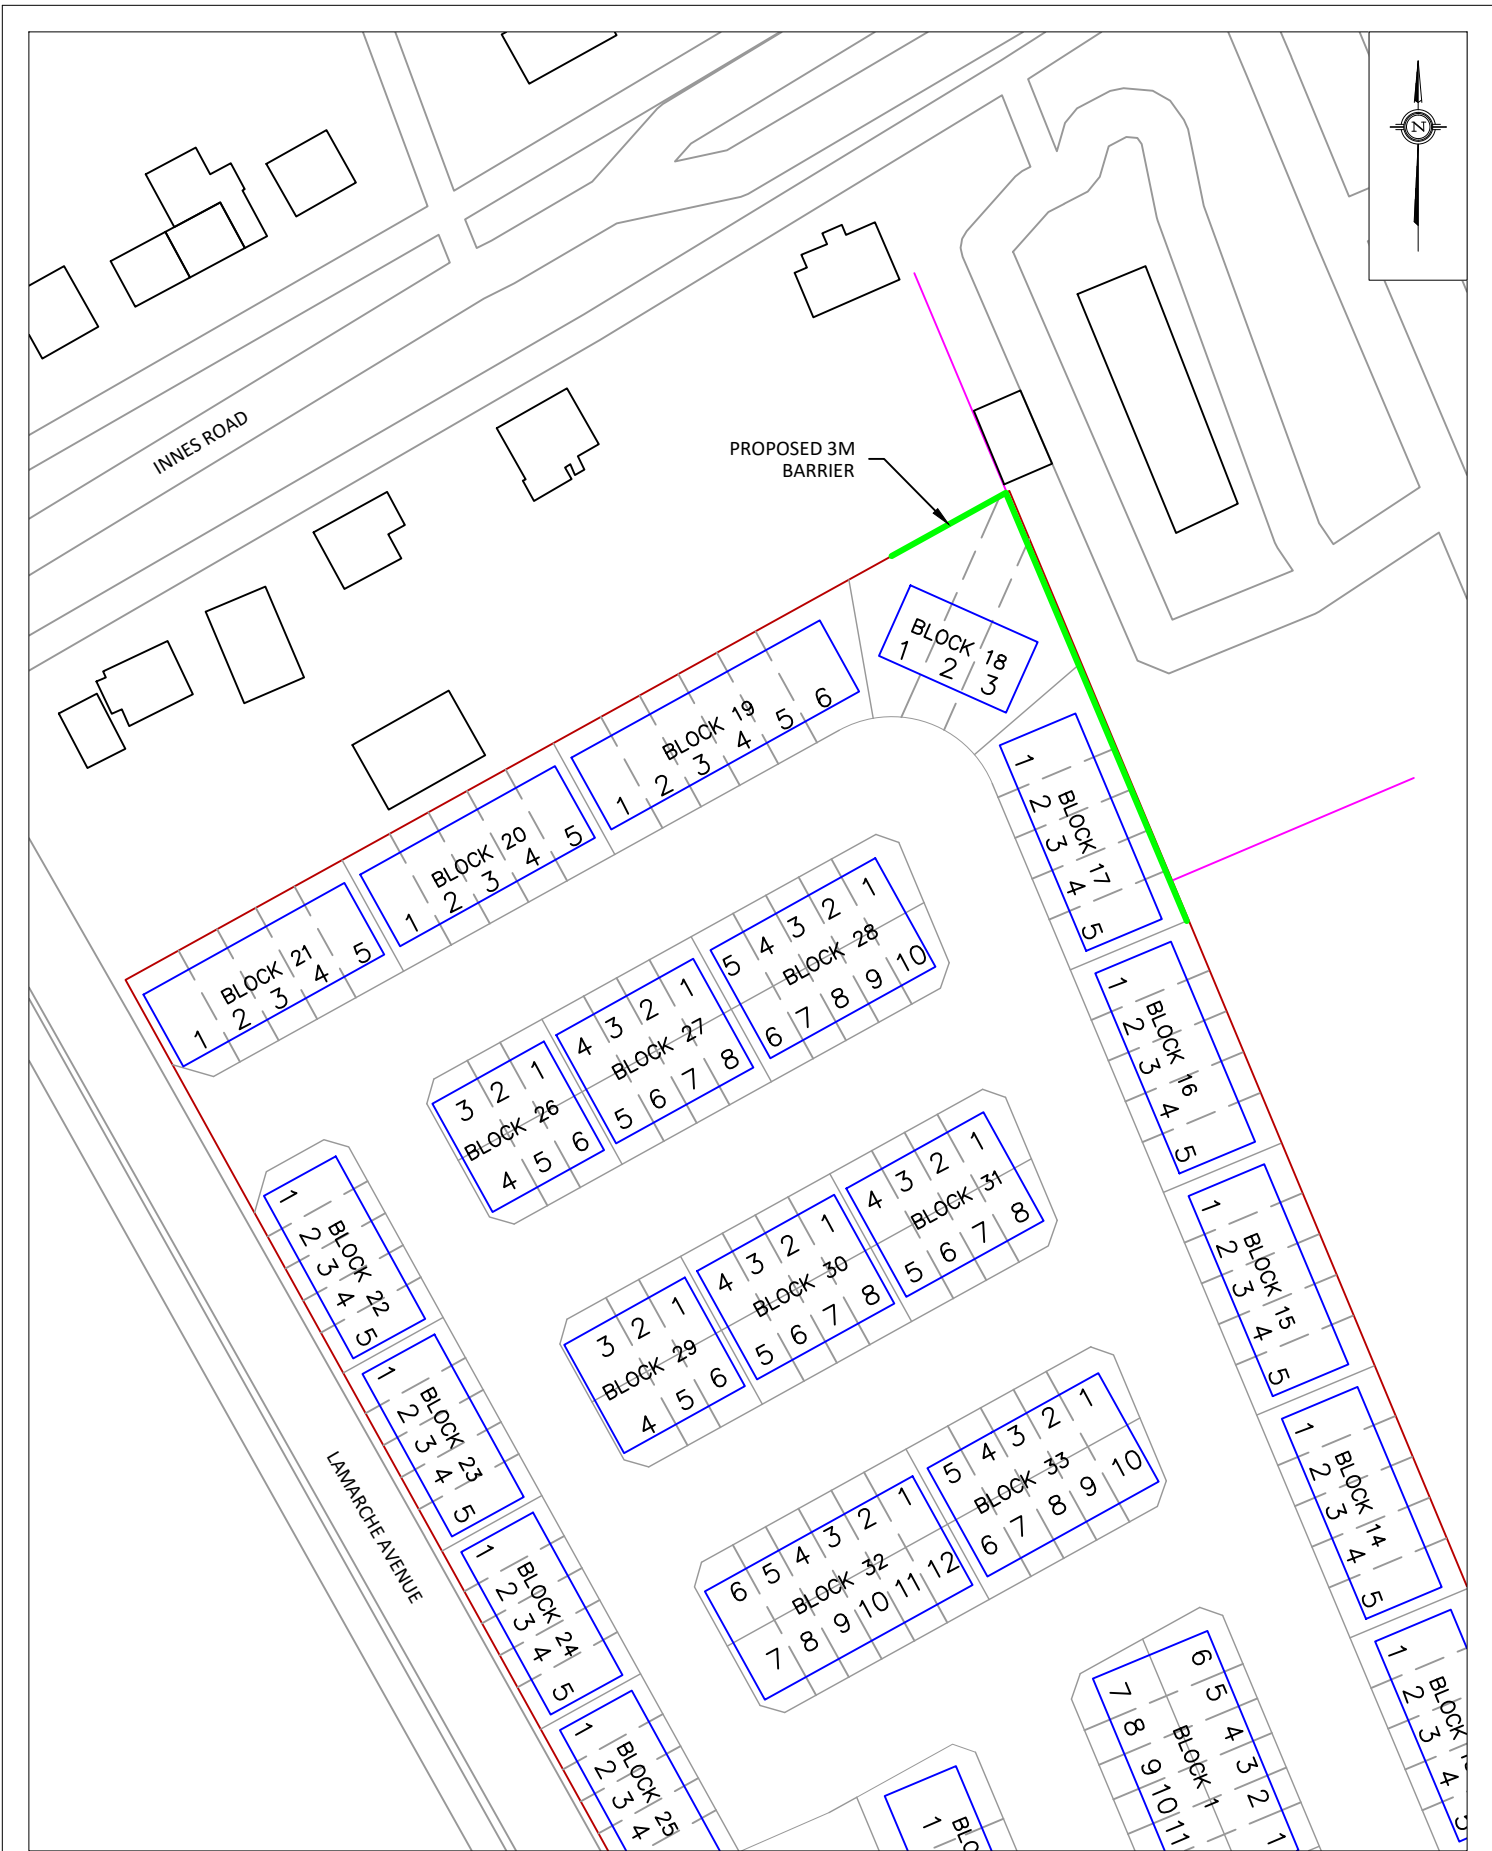 N
INNES ROAD
PROPOSED 3M
BARRIER
BLOCK 18
1 2 3
BLOCK 19
1 2 3 4 5 6
BLOCK 20
1 2 3 4 5
BLOCK 21
1 2 3 4 5
1 2 3 4 5
BLOCK 17
5 4 3 2 1
BLOCK 28
6 7 8 9 10
4 3 2 1
BLOCK 27
5 6 7 8
3 2 1
BLOCK 26
4 5 6
1 2 3 4 5
BLOCK 16
1 2 3 4 5
BLOCK 22
4 3 2 1
BLOCK 31
5 6 7 8
4 3 2 1
BLOCK 30
5 6 7 8
3 2 1
BLOCK 29
4 5 6
1 2 3 4 5
BLOCK 15
1 2 3 4 5
BLOCK 23
LAMARCHE AVENUE
5 4 3 2 1
BLOCK 33
6 7 8 9 10
6 5 4 3 2 1
BLOCK 32
7 8 9 10 11 12
1 2 3 4 5
BLOCK 14
1 2 3 4 5
BLOCK 24
1 2 3 4
BLOCK 25
6 5 4 3 2 1
BLOCK 1
7 8 9 10 11
1 2 3 4 5
BLOCK
1